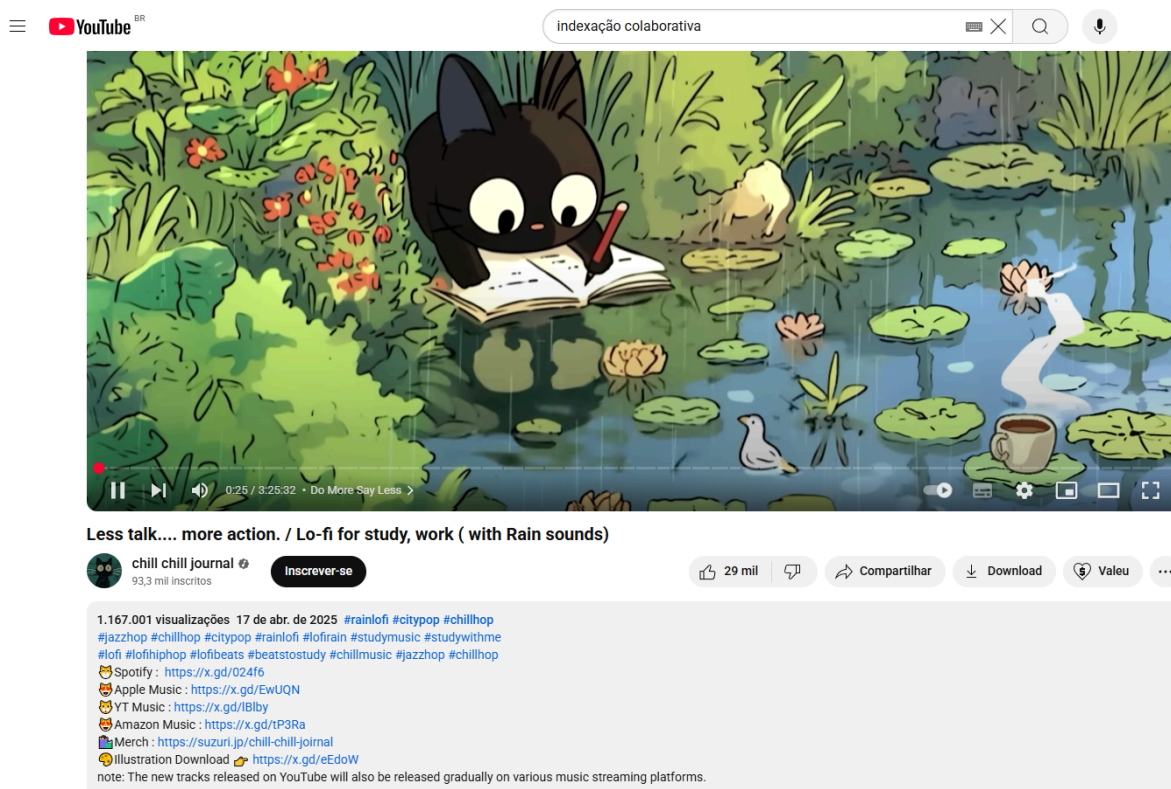 YouTube BR
indexação colaborativa
0:25 / 3:25:32 • Do More Say Less
Less talk.... more action. / Lo-fi for study, work ( with Rain sounds)
chill chill journal
93,3 mil inscritos
Inscrever-se
29 mil
Compartilhar
Download
Valeu
1.167.001 visualizações 17 de abr. de 2025 #rainlofi #citypop #chillhop
#jazzhop #chillhop #citypop #rainlofi #lofirain #studymusic #studywithme
#lofi #lofihiphop #lofibeats #beatstostudy #chillmusic #jazzhop #chillhop
😺Spotify : https://x.gd/024f6
😻Apple Music : https://x.gd/EwUQN
😺YT Music : https://x.gd/lBlby
😻Amazon Music : https://x.gd/tP3Ra
🛍Merch : https://suzuri.jp/chill-chill-joirnal
🎨Illustration Download 👉 https://x.gd/eEdoW
note: The new tracks released on YouTube will also be released gradually on various music streaming platforms.